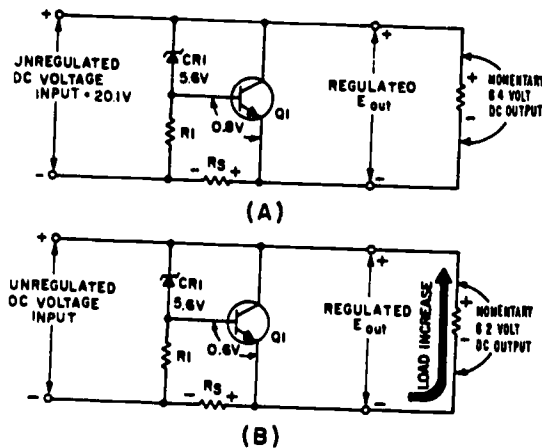 +
+
+
UNREGULATED
DC VOLTAGE
INPUT = 20.1V
CR1
5.6V
Q1
0.8V
R1
- RS +
REGULATED
Eout
MOMENTARY
6.4 VOLT
DC OUTPUT
+
-
-
-
-
(A)
+
+
+
UNREGULATED
DC VOLTAGE
INPUT
CR1
5.6V
Q1
0.6V
R1
- RS +
REGULATED
Eout
LOAD INCREASE
+
-
MOMENTARY
6.2 VOLT
DC OUTPUT
-
-
-
(B)